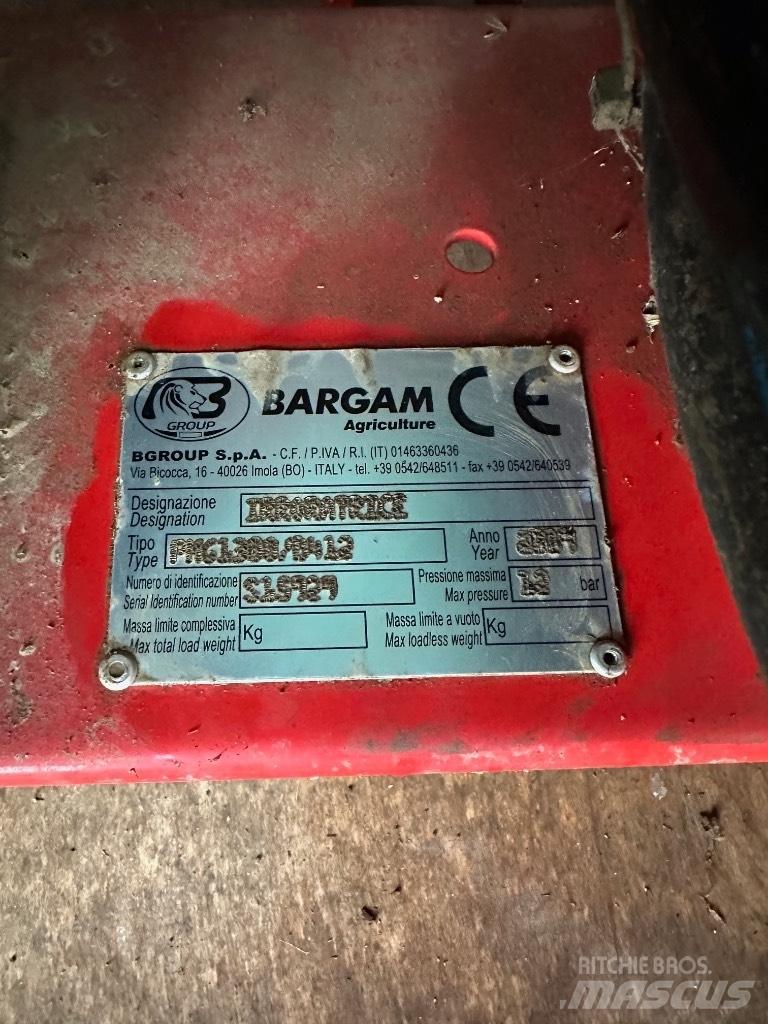 GROUP
BARGAM CE
Agriculture
BGROUP S.p.A. - C.F. / P.IVA / R.I. (IT) 01463360436
Via Bicocca, 16 - 40026 Imola (BO) - ITALY - tel. +39 0542/648511 - fax +39 0542/640539
Designazione
Designation
Tipo
Type
Anno
Year
Numero di identificazione
Serial Identification number
S15929
Pressione massima
Max pressure
12 bar
Massa limite complessiva
Max total load weight
Kg
Massa limite a vuoto
Max loadless weight
Kg
RITCHIE BROS.
MASCUS